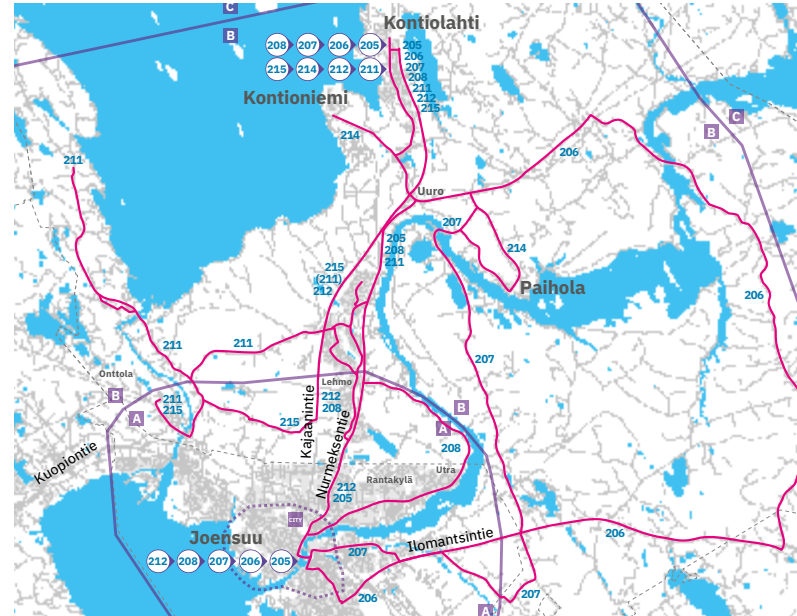 C
B
Kontiolahti
208 207 206 205
215 214 212 211
205
206
207
208
211
212
215
Kontioniemi
214
C
B
206
211
Uuro
207
214
205
208
211
215
(211)
212
Paihola
206
211
211
207
Onttola
Lehmo
B
A
211
215
212
208
215
Kajaanintie
B
A
208
Kuopiontie
Nurmeksentie
Utra
Rantakylä
212
205
CITY
Joensuu
212 208 207 206 205
Ilomantsintie
206
207
206
207
A